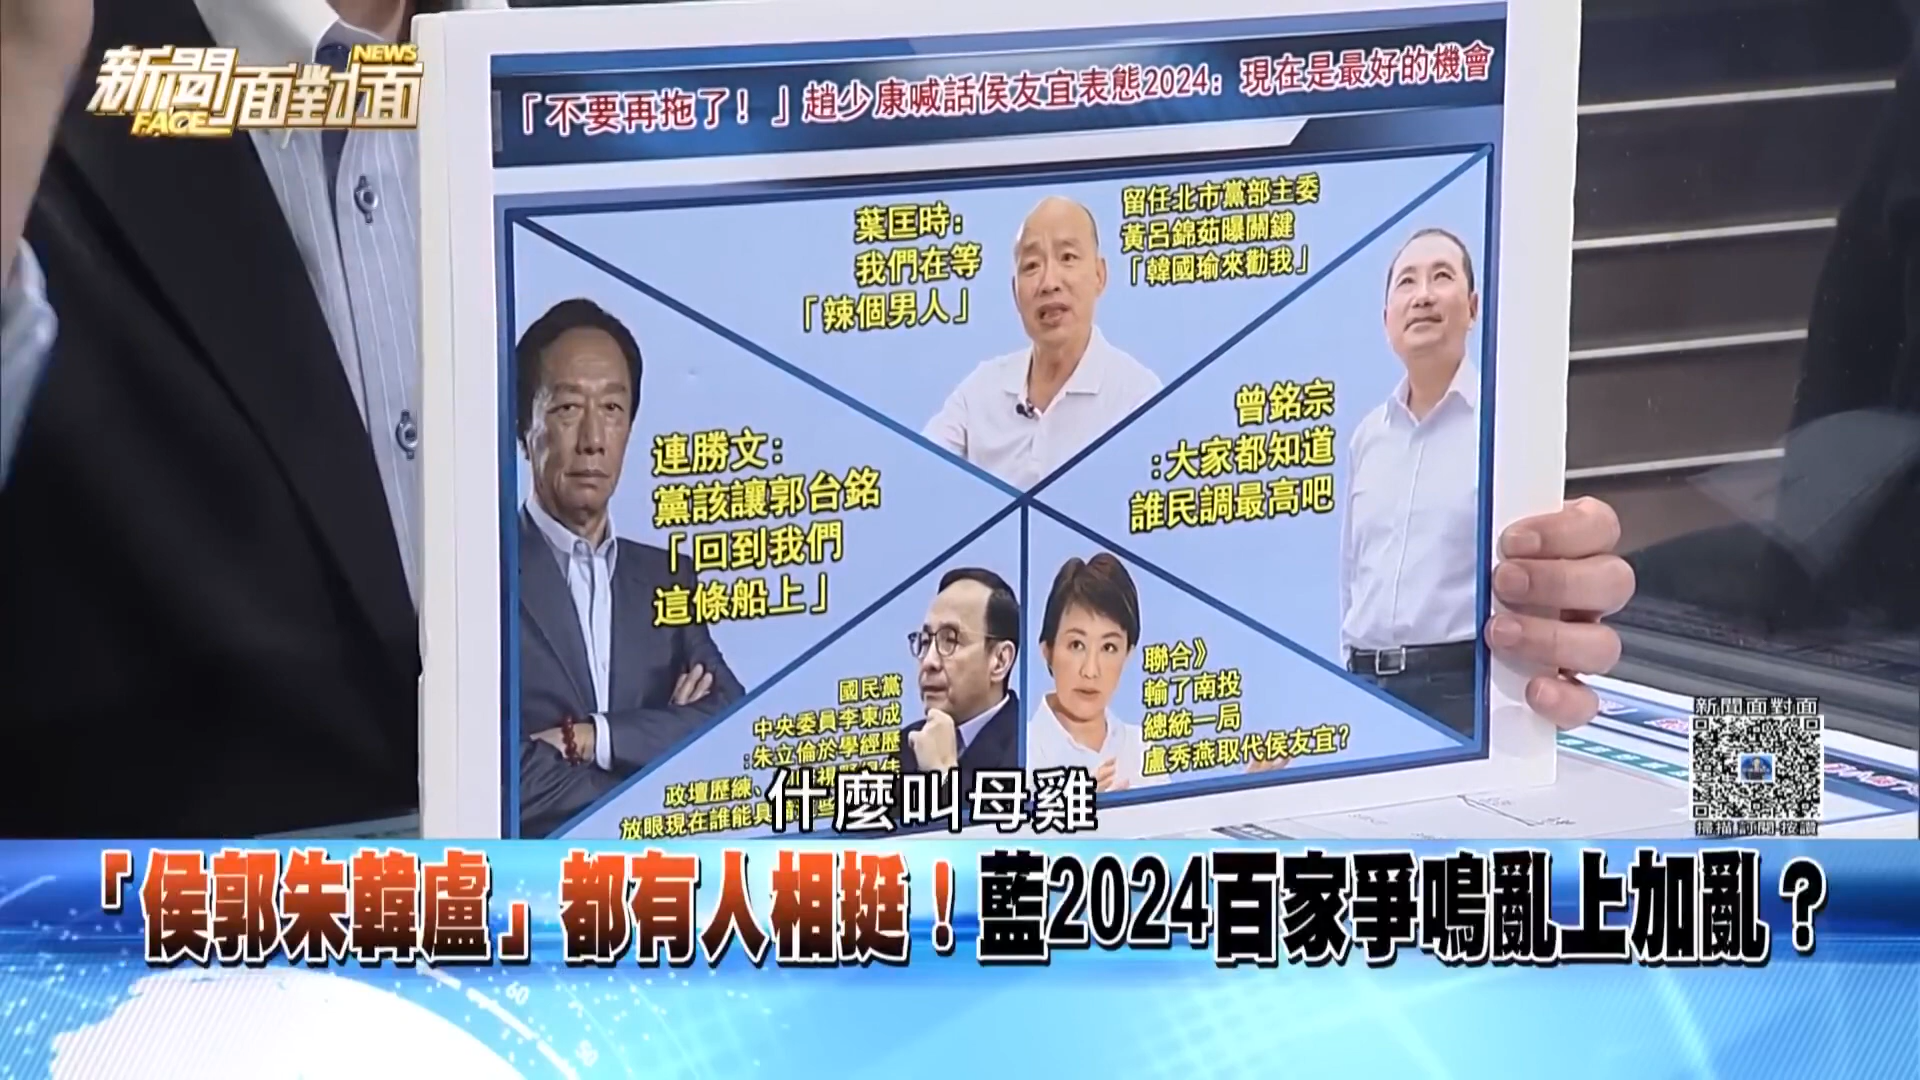 新聞面對面
NEWS
FACE
「不要再拖了！」趙少康喊話侯友宜表態2024：現在是最好的機會
葉匡時：
我們在等
「辣個男人」
留任北市黨部主委
黃呂錦茹曝關鍵
「韓國瑜來勸我」
連勝文：
黨該讓郭台銘
「回到我們
這條船上」
曾銘宗
：大家都知道
誰民調最高吧
國民黨
中央委員李東成
：朱立倫於學經歷
政壇歷練、
放眼現在誰能具
聯合》
輸了南投
總統一局
盧秀燕取代侯友宜？
什麼叫母雞
新聞面對面
掃描訂閱按讚
「侯郭朱韓盧」都有人相挺！藍2024百家爭鳴亂上加亂？
60
50